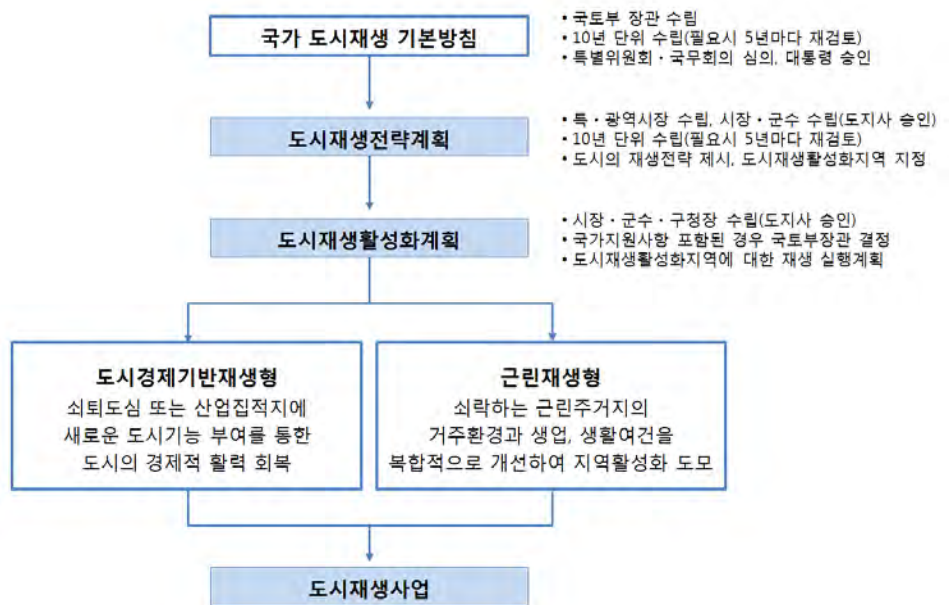 국가 도시재생 기본방침
• 국토부 장관 수립
• 10년 단위 수립(필요시 5년마다 재검토)
• 특별위원회・국무회의 심의, 대통령 승인
도시재생전략계획
• 특・광역시장 수립, 시장・군수 수립(도지사 승인)
• 10년 단위 수립(필요시 5년마다 재검토)
• 도시의 재생전략 제시, 도시재생활성화지역 지정
도시재생활성화계획
• 시장・군수・구청장 수립(도지사 승인)
• 국가지원사항 포함된 경우 국토부장관 결정
• 도시재생활성화지역에 대한 재생 실행계획
도시경제기반재생형
쇠퇴도심 또는 산업집적지에
새로운 도시기능 부여를 통한
도시의 경제적 활력 회복
근린재생형
쇠락하는 근린주거지의
거주환경과 생업, 생활여건을
복합적으로 개선하여 지역활성화 도모
도시재생사업